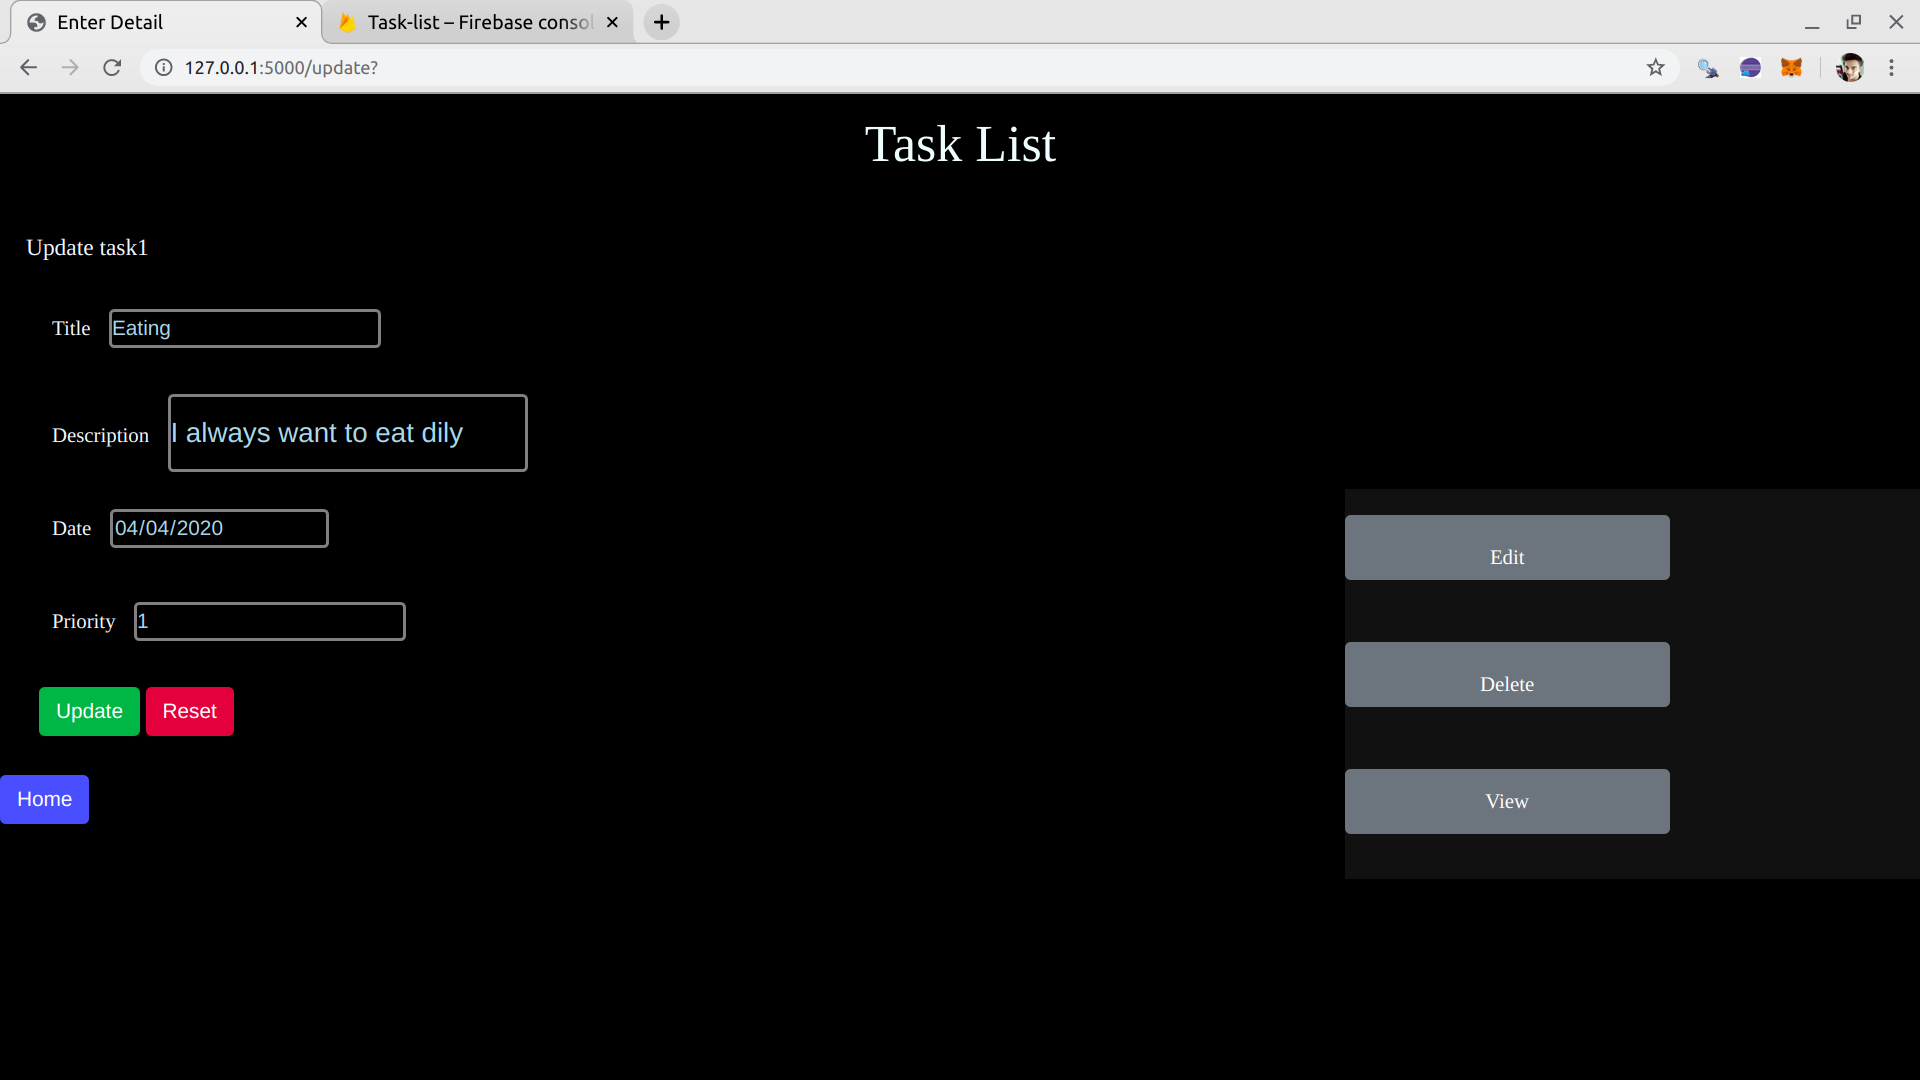 Enter Detail
Task-list – Firebase consol
127.0.0.1:5000/update?
Task List
Update task1
Title Eating
Description I always want to eat dily
Date 04/04/2020
Edit
Priority 1
Delete
Update Reset
Home
View